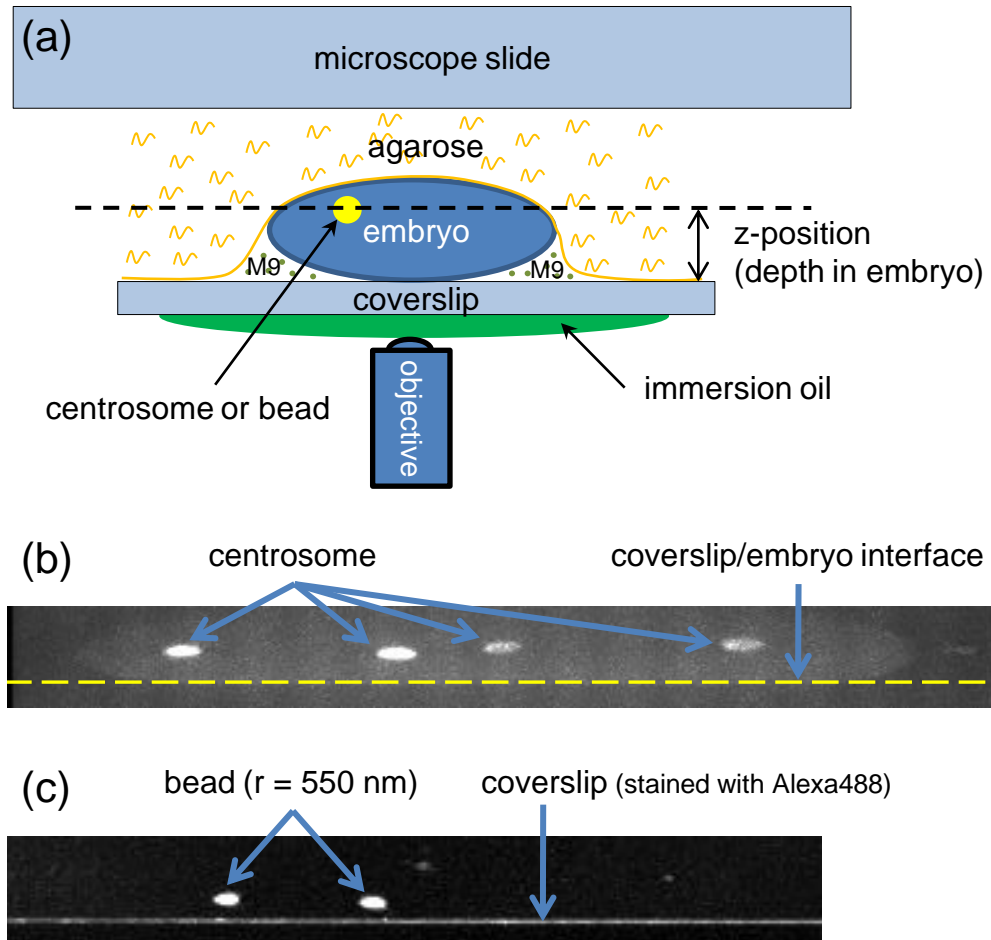 (a)
microscope slide
agarose
embryo
z-position
(depth in embryo)
M9
M9
coverslip
centrosome or bead
objective
immersion oil
(b)
centrosome
coverslip/embryo interface
(c)
bead (r = 550 nm)
coverslip (stained with Alexa488)